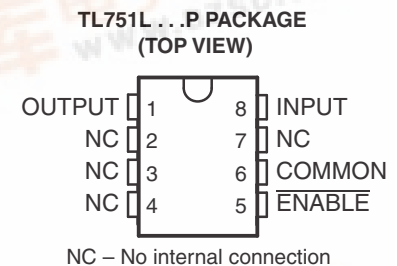 TL751L . . .P PACKAGE
(TOP VIEW)
OUTPUT 1 8 INPUT
NC 2 7 NC
NC 3 6 COMMON
NC 4 5 E̅N̅A̅B̅L̅E̅
NC – No internal connection